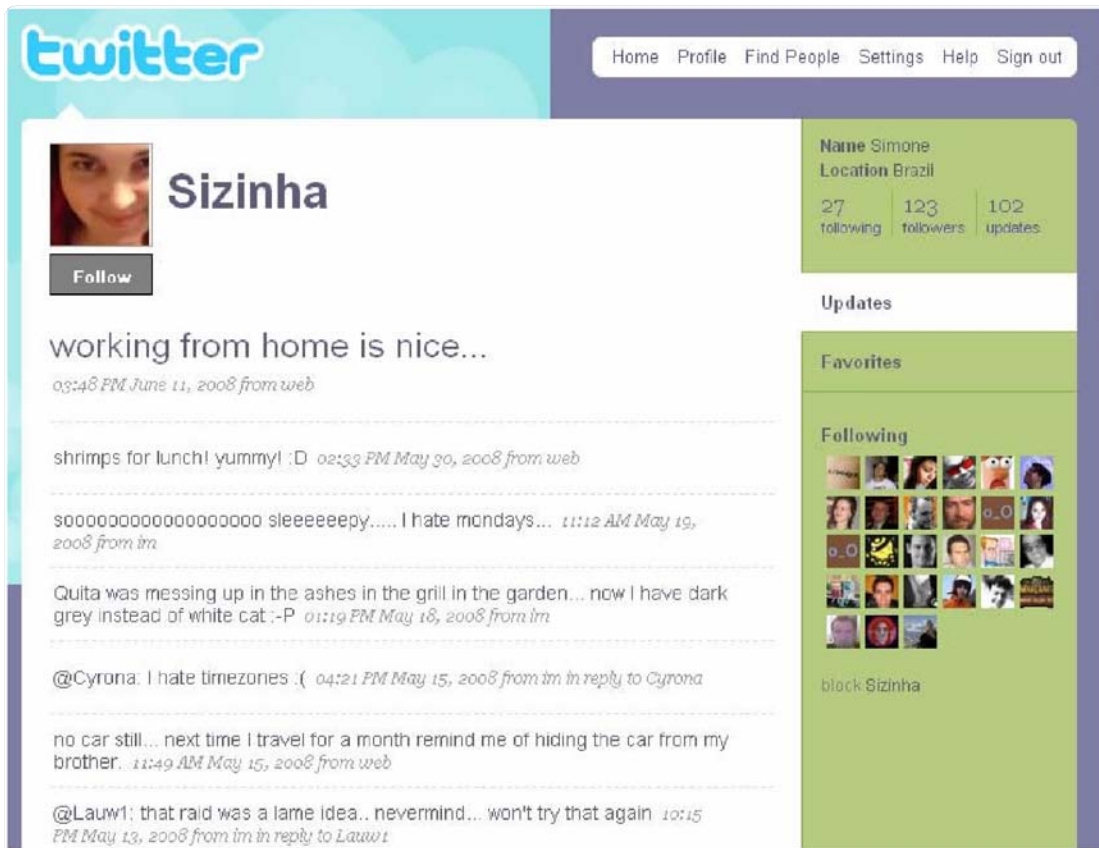 twitter
Home Profile Find People Settings Help Sign out
Sizinha
Follow
working from home is nice...
03:48 PM June 11, 2008 from web
shrimps for lunch! yummy! :D 02:33 PM May 30, 2008 from web
soooooooooooooooooo sleeeeeepy..... I hate mondays... 11:12 AM May 19,
2008 from im
Quita was messing up in the ashes in the grill in the garden... now I have dark
grey instead of white cat :-P 01:19 PM May 18, 2008 from im
@Cyrona: I hate timezones :( 04:21 PM May 15, 2008 from im in reply to Cyrona
no car still... next time I travel for a month remind me of hiding the car from my
brother. 11:49 AM May 15, 2008 from web
@Lauw1: that raid was a lame idea.. nevermind... won't try that again 10:15
PM May 13, 2008 from im in reply to Lauw1
Name Simone
Location Brazil
27 123 102
following followers updates
Updates
Favorites
Following
o_O
o_O
block Sizinha